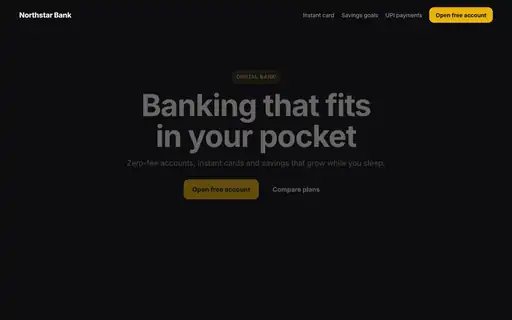 Northstar Bank
Instant card
Savings goals
UPI payments
Open free account
DIGITAL BANK
Banking that fits
in your pocket
Zero-fee accounts, instant cards and savings that grow while you sleep.
Open free account
Compare plans